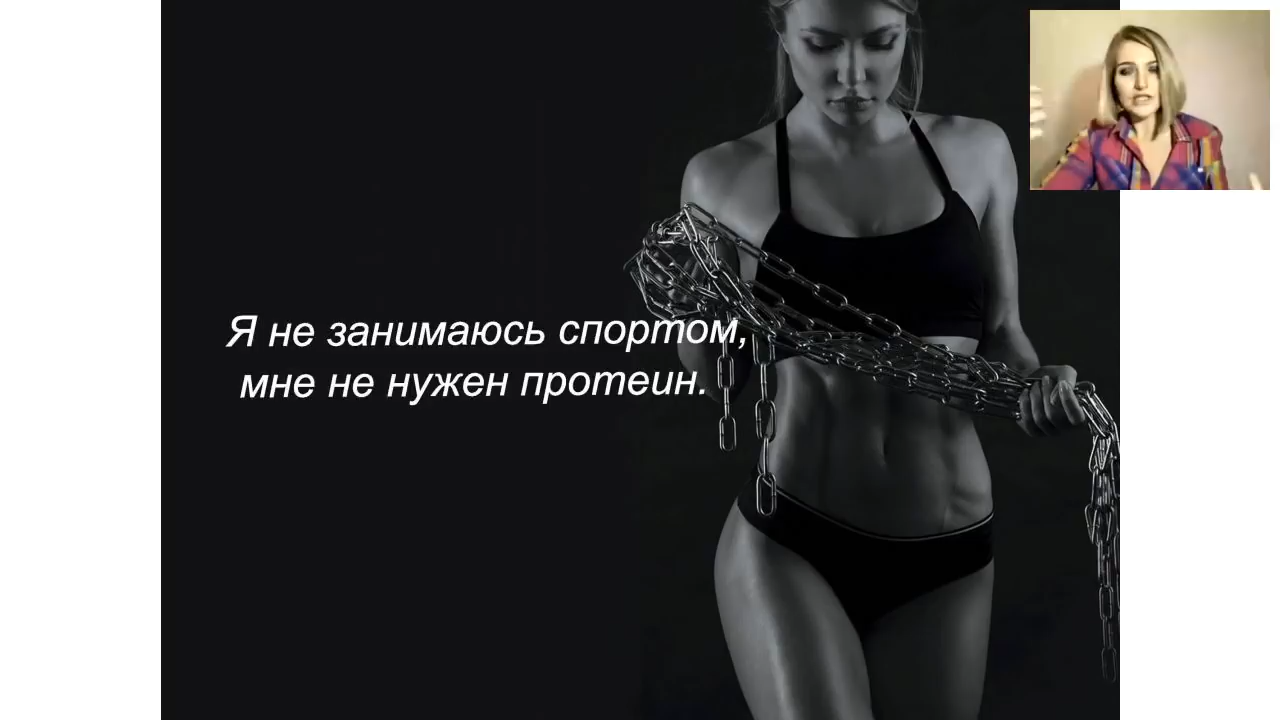 Я не занимаюсь спортом,
мне не нужен протеин.